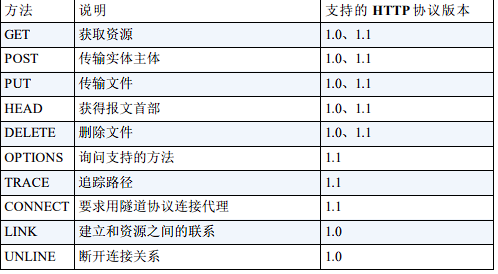 方法 说明 支持的 HTTP 协议版本
GET 获取资源 1.0、1.1
POST 传输实体主体 1.0、1.1
PUT 传输文件 1.0、1.1
HEAD 获得报文首部 1.0、1.1
DELETE 删除文件 1.0、1.1
OPTIONS 询问支持的方法 1.1
TRACE 追踪路径 1.1
CONNECT 要求用隧道协议连接代理 1.1
LINK 建立和资源之间的联系 1.0
UNLINE 断开连接关系 1.0